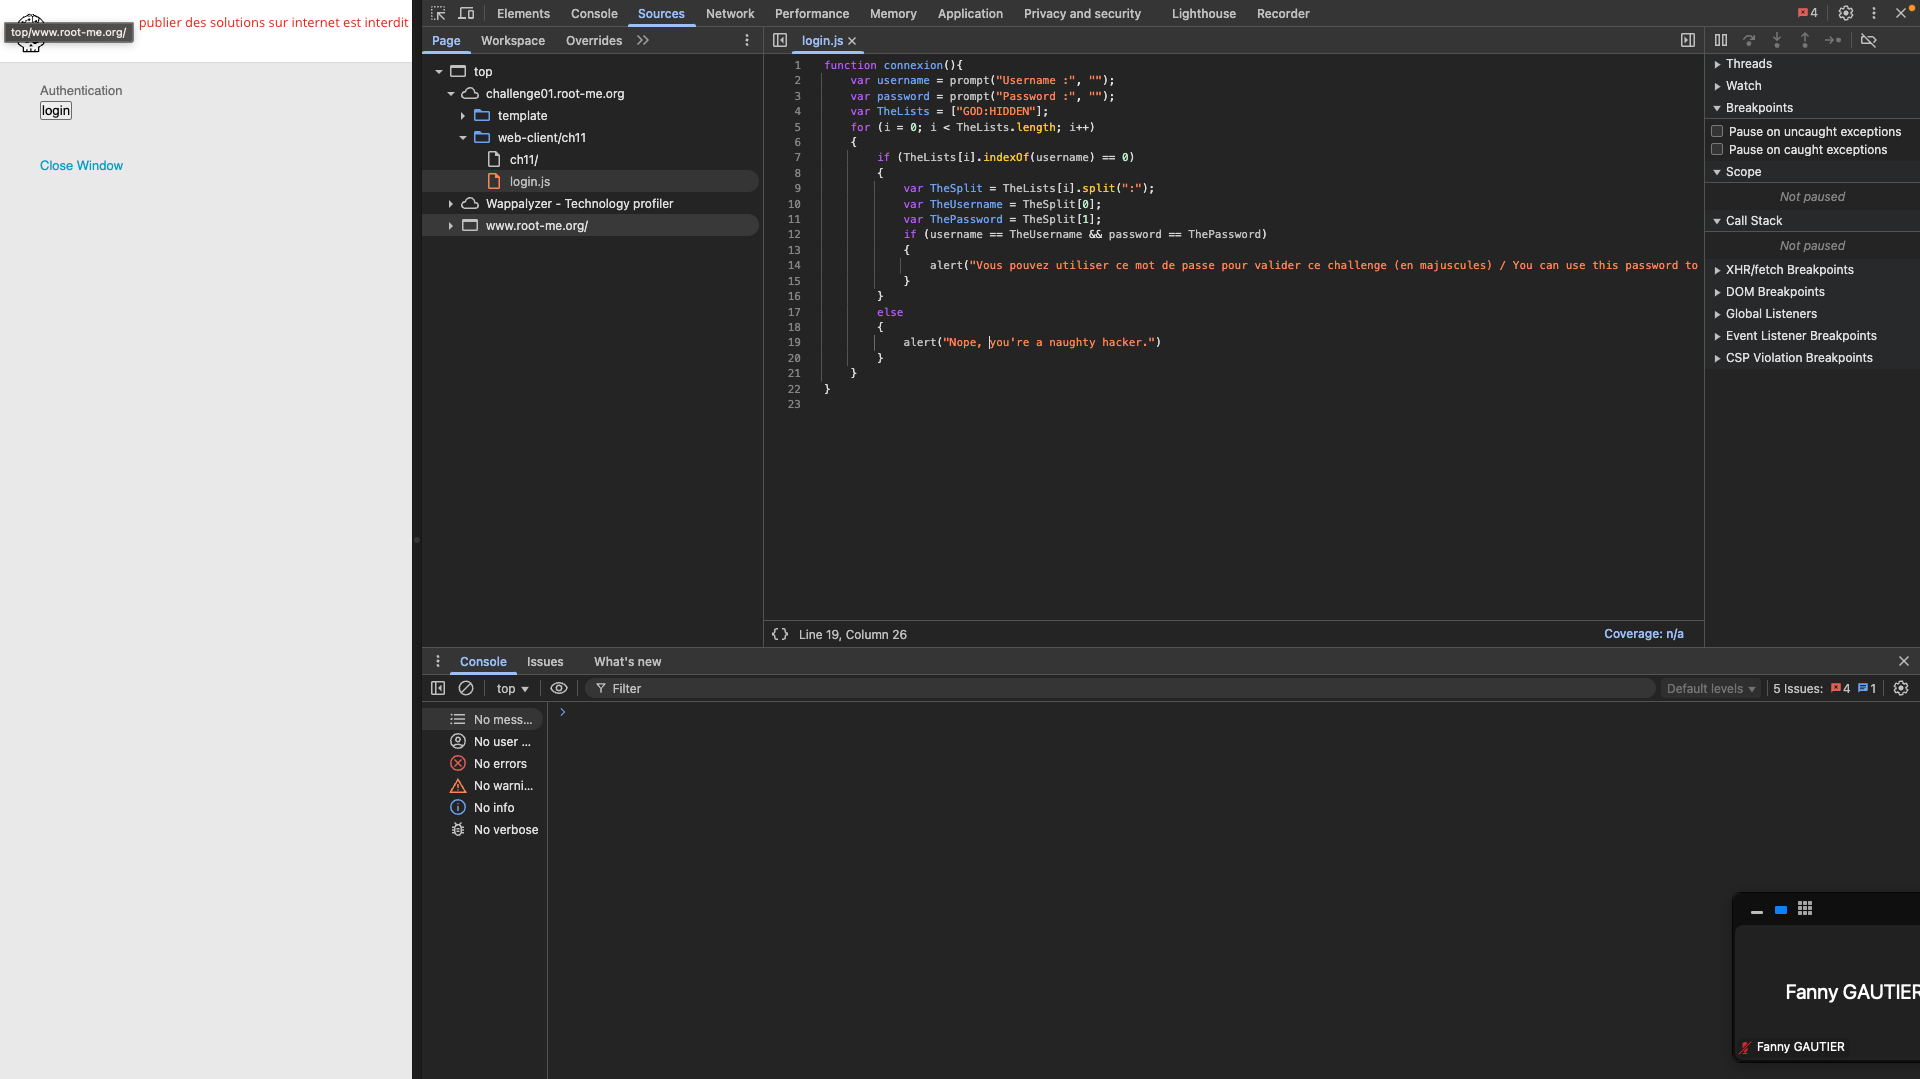 publier des solutions sur internet est interdit
top/www.root-me.org/
Authentication
login
Close Window
Elements Console Sources Network Performance Memory Application Privacy and security Lighthouse Recorder 4
Page Workspace Overrides
top
challenge01.root-me.org
template
web-client/ch11
ch11/
login.js
Wappalyzer - Technology profiler
www.root-me.org/
login.js
1 function connexion(){
2 var username = prompt("Username :", "");
3 var password = prompt("Password :", "");
4 var TheLists = ["GOD:HIDDEN"];
5 for (i = 0; i < TheLists.length; i++)
6 {
7 if (TheLists[i].indexOf(username) == 0)
8 {
9 var TheSplit = TheLists[i].split(":");
10 var TheUsername = TheSplit[0];
11 var ThePassword = TheSplit[1];
12 if (username == TheUsername && password == ThePassword)
13 {
14 alert("Vous pouvez utiliser ce mot de passe pour valider ce challenge (en majuscules) / You can use this password to
15 }
16 }
17 else
18 {
19 alert("Nope, you're a naughty hacker.")
20 }
21 }
22 }
23
{} Line 19, Column 26
Coverage: n/a
Threads
Watch
Breakpoints
Pause on uncaught exceptions
Pause on caught exceptions
Scope
Not paused
Call Stack
Not paused
XHR/fetch Breakpoints
DOM Breakpoints
Global Listeners
Event Listener Breakpoints
CSP Violation Breakpoints
Console Issues What's new
top Filter Default levels 5 Issues: 4 1
No mess...
No user ...
No errors
No warni...
No info
No verbose
Fanny GAUTIER
Fanny GAUTIER